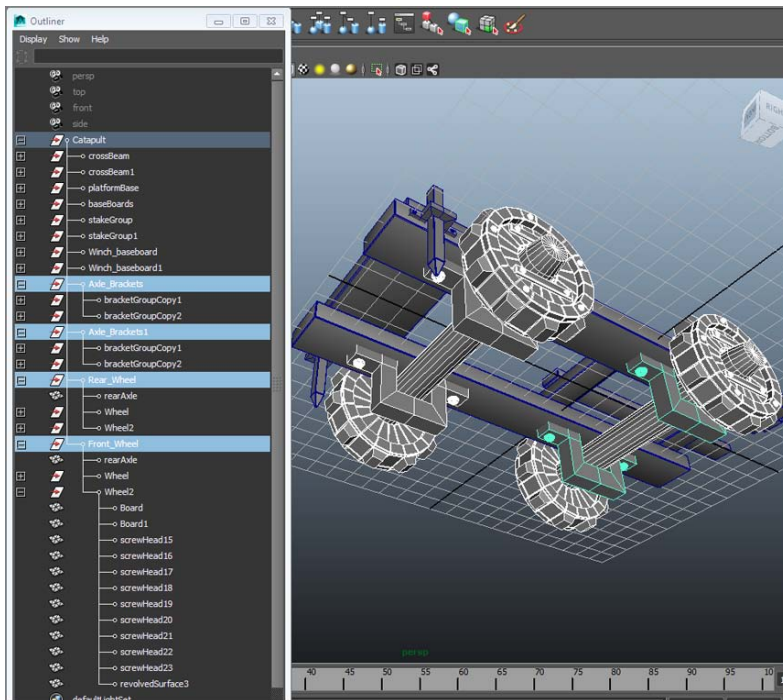 Outliner
Display Show Help
persp
top
front
side
Catapult
crossBeam
crossBeam1
platformBase
baseBoards
stakeGroup
stakeGroup1
Winch_baseboard
Winch_baseboard1
Axle_Brackets
bracketGroupCopy1
bracketGroupCopy2
Axle_Brackets1
bracketGroupCopy1
bracketGroupCopy2
Rear_Wheel
rearAxle
Wheel
Wheel2
Front_Wheel
rearAxle
Wheel
Wheel2
Board
Board1
screwHead15
screwHead16
screwHead17
screwHead18
screwHead19
screwHead20
screwHead21
screwHead22
screwHead23
revolvedSurface3
defaultLightSet
RIGHT
persp
40 45 50 55 60 65 70 75 80 85 90 95